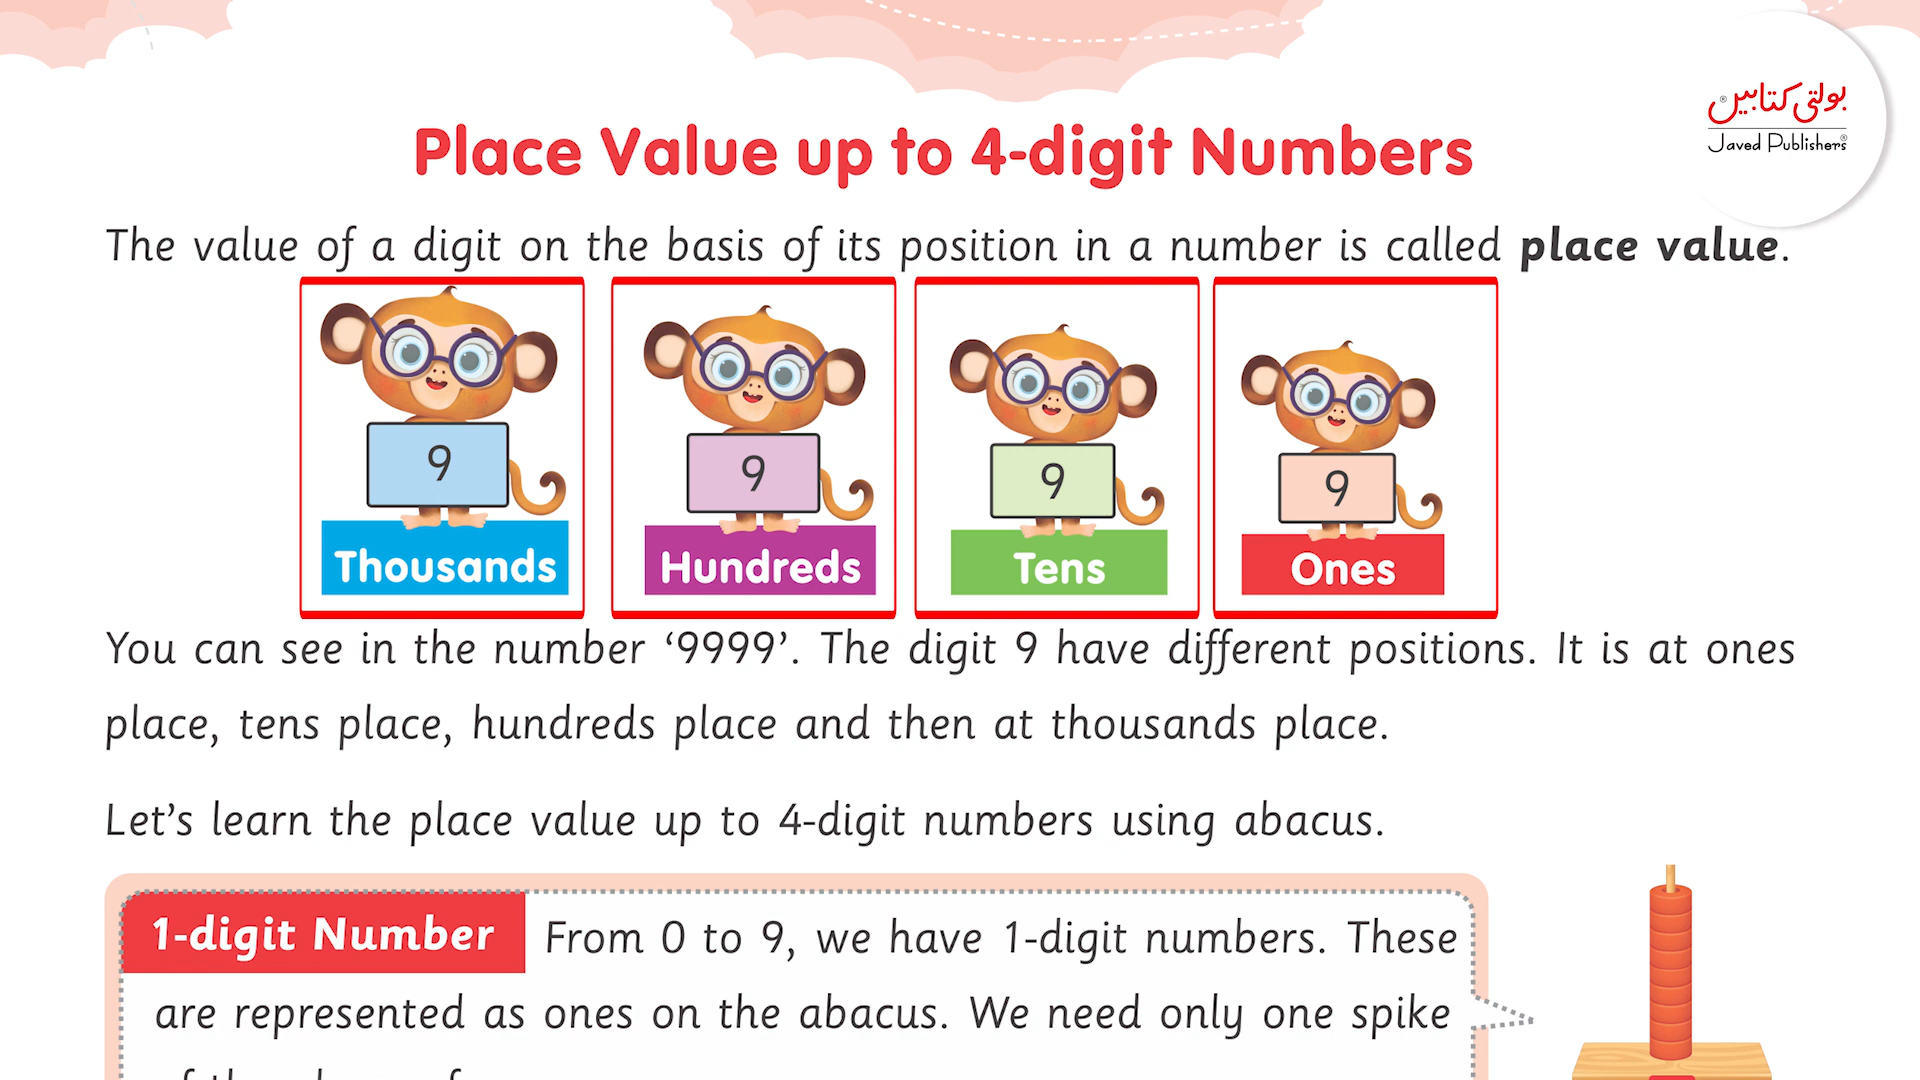 بولتی کتابیں®
Javed Publishers®
Place Value up to 4-digit Numbers
The value of a digit on the basis of its position in a number is called place value.
9 9 9 9
Thousands Hundreds Tens Ones
You can see in the number ‘9999’. The digit 9 have different positions. It is at ones
place, tens place, hundreds place and then at thousands place.
Let’s learn the place value up to 4-digit numbers using abacus.
1-digit Number From 0 to 9, we have 1-digit numbers. These
are represented as ones on the abacus. We need only one spike